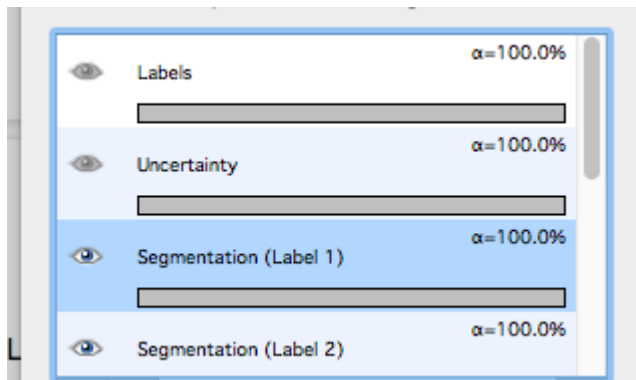 α=100.0%
Labels
α=100.0%
Uncertainty
α=100.0%
Segmentation (Label 1)
α=100.0%
Segmentation (Label 2)
L